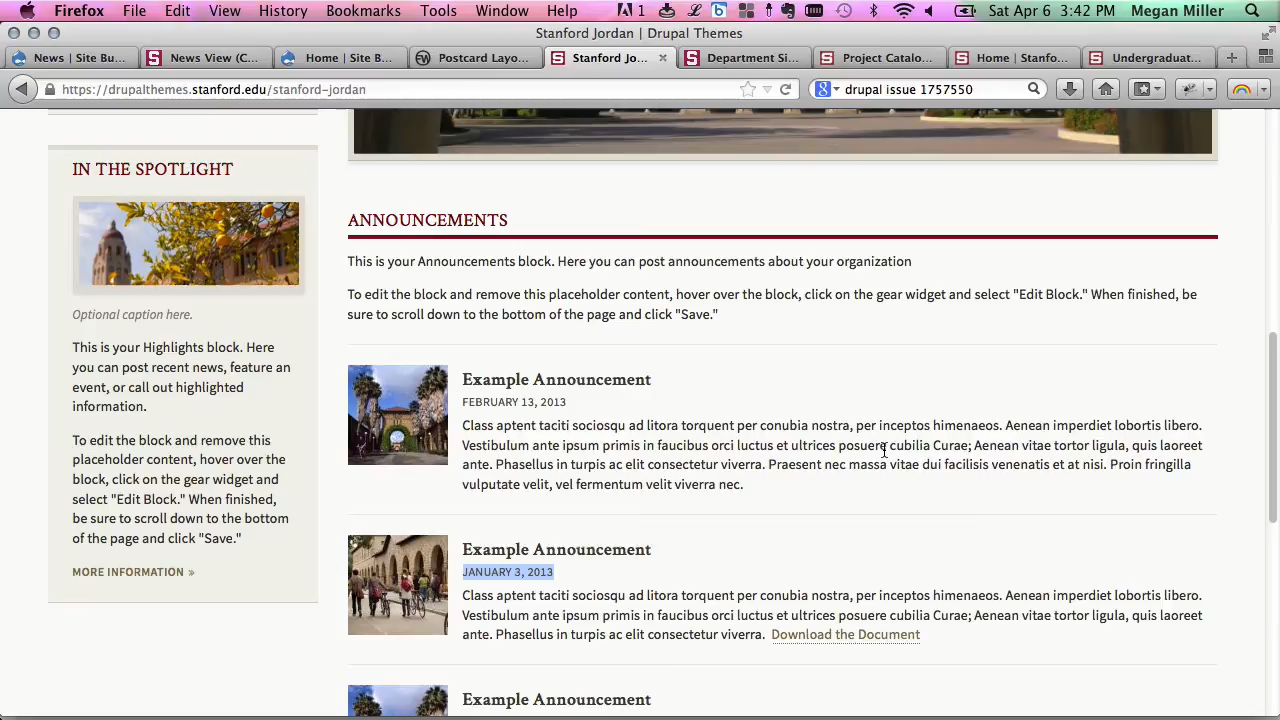 Firefox File Edit View History Bookmarks Tools Window Help 1 Sat Apr 6 3:42 PM Megan Miller
Stanford Jordan | Drupal Themes
News | Site Bu... News View (C... Home | Site B... Postcard Layo... Stanford Jo... Department Si... Project Catalo... Home | Stanfo... Undergraduat...
https://drupalthemes.stanford.edu/stanford-jordan drupal issue 1757550
IN THE SPOTLIGHT
Optional caption here.
This is your Highlights block. Here
you can post recent news, feature an
event, or call out highlighted
information.
To edit the block and remove this
placeholder content, hover over the
block, click on the gear widget and
select "Edit Block." When finished,
be sure to scroll down to the bottom
of the page and click "Save."
MORE INFORMATION »
ANNOUNCEMENTS
This is your Announcements block. Here you can post announcements about your organization
To edit the block and remove this placeholder content, hover over the block, click on the gear widget and select "Edit Block." When finished, be
sure to scroll down to the bottom of the page and click "Save."
Example Announcement
FEBRUARY 13, 2013
Class aptent taciti sociosqu ad litora torquent per conubia nostra, per inceptos himenaeos. Aenean imperdiet lobortis libero.
Vestibulum ante ipsum primis in faucibus orci luctus et ultrices posuere cubilia Curae; Aenean vitae tortor ligula, quis laoreet
ante. Phasellus in turpis ac elit consectetur viverra. Praesent nec massa vitae dui facilisis venenatis et at nisi. Proin fringilla
vulputate velit, vel fermentum velit viverra nec.
Example Announcement
JANUARY 3, 2013
Class aptent taciti sociosqu ad litora torquent per conubia nostra, per inceptos himenaeos. Aenean imperdiet lobortis libero.
Vestibulum ante ipsum primis in faucibus orci luctus et ultrices posuere cubilia Curae; Aenean vitae tortor ligula, quis laoreet
ante. Phasellus in turpis ac elit consectetur viverra. Download the Document
Example Announcement